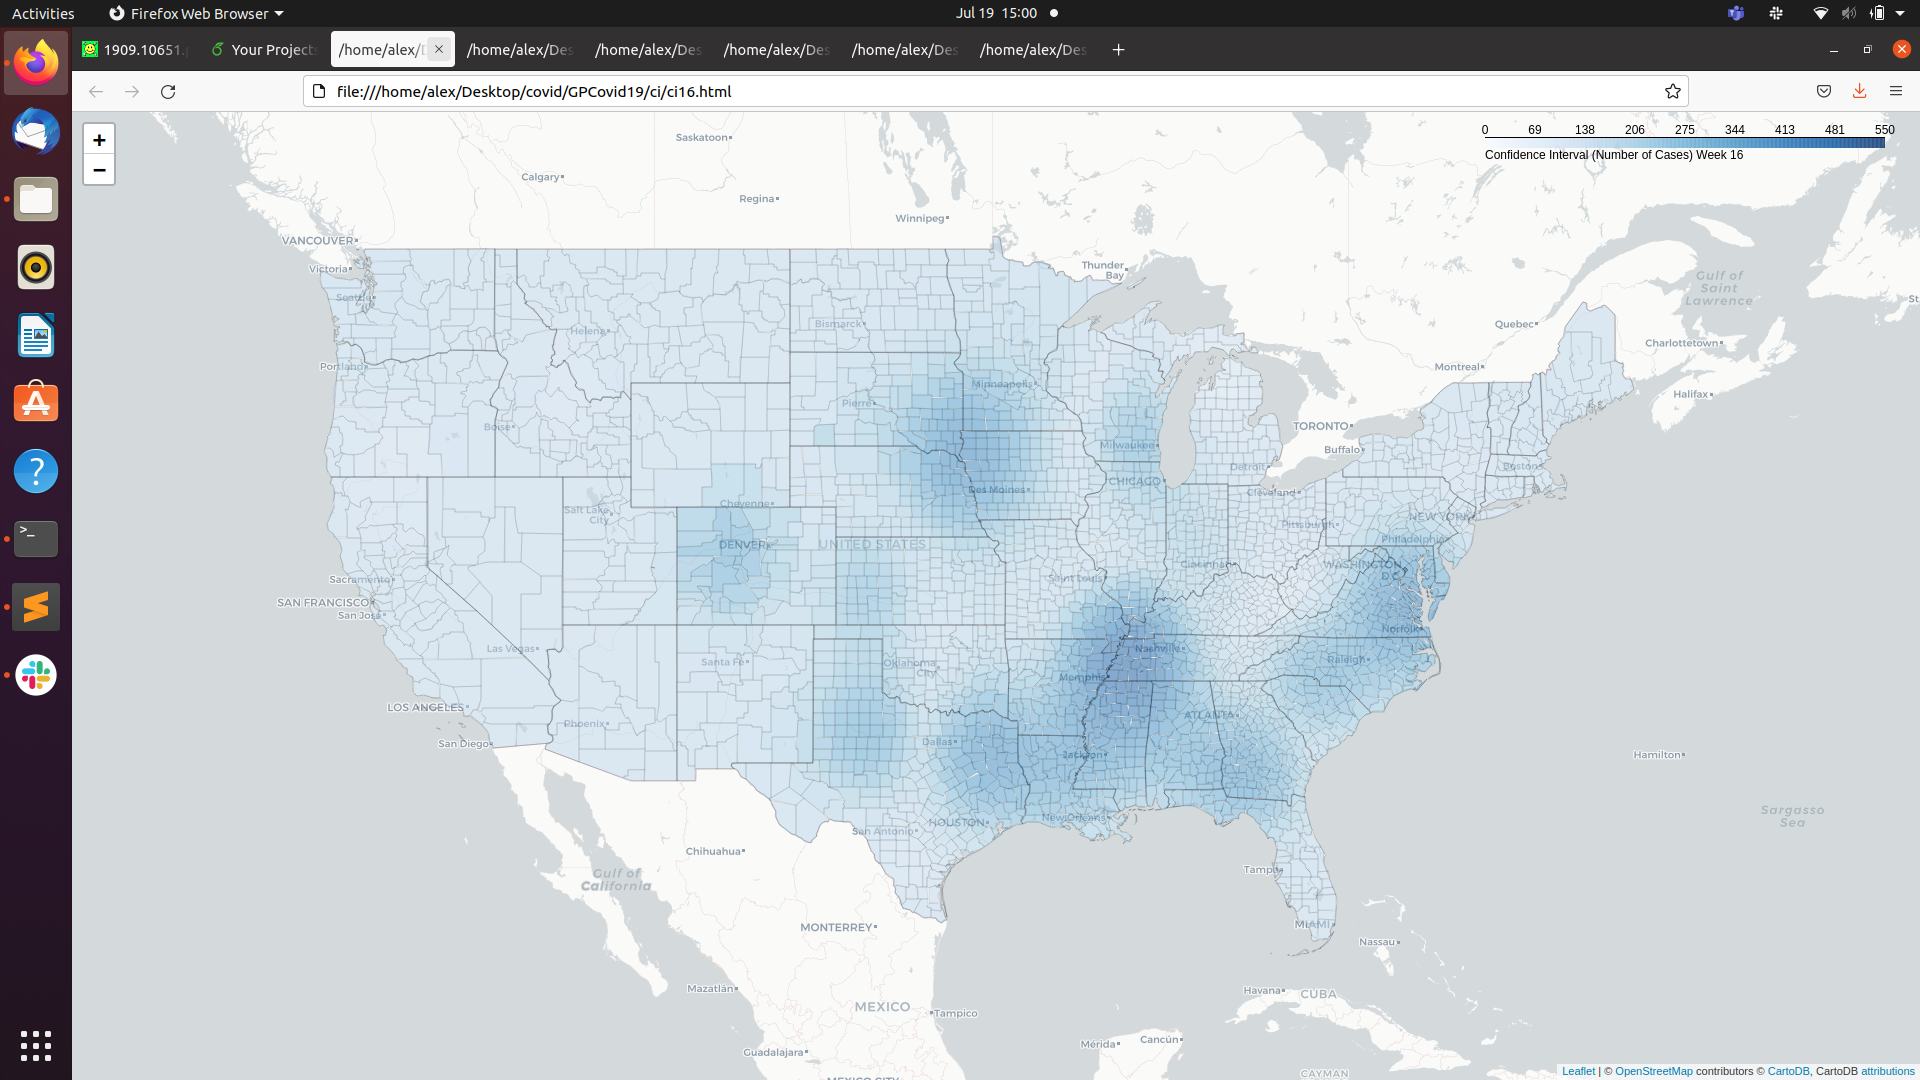 Activities
Firefox Web Browser
Jul 19 15:00
1909.10651.p
Your Projects
/home/alex/D
/home/alex/Des
/home/alex/Des
/home/alex/Des
/home/alex/Des
/home/alex/Des
file:///home/alex/Desktop/covid/GPCovid19/ci/ci16.html
+
−
0 69 138 206 275 344 413 481 550
Confidence Interval (Number of Cases) Week 16
Saskatoon
Calgary
Regina
Winnipeg
VANCOUVER
Victoria
Seattle
Thunder
Bay
Gulf of
Saint
Lawrence
St
Helena
Bismarck
Quebec
Charlottetown
Portland
Montreal
Minneapolis
Halifax
Pierre
Boise
TORONTO
Milwaukee
Buffalo
Detroit
Boston
CHICAGO
Des Moines
Cleveland
Cheyenne
Salt Lake
City
NEW YORK
Pittsburgh
DENVER
UNITED STATES
Philadelphia
Cincinnati
WASHINGTON
D.C.
Sacramento
Saint Louis
SAN FRANCISCO
San Jose
Norfolk
Las Vegas
Nashville
Santa Fe
Oklahoma
City
Raleigh
Memphis
LOS ANGELES
Phoenix
ATLANTA
San Diego
Dallas
Jackson
Hamilton
Sargasso
Sea
New Orleans
HOUSTON
San Antonio
Chihuahua
Tampa
Gulf of
California
MONTERREY
MIAMI
Nassau
Mazatlán
Havana
CUBA
MEXICO
Tampico
Mérida
Cancún
Guadalajara
CAYMAN
MEXICO CITY
Leaflet | © OpenStreetMap contributors © CartoDB, CartoDB attributions